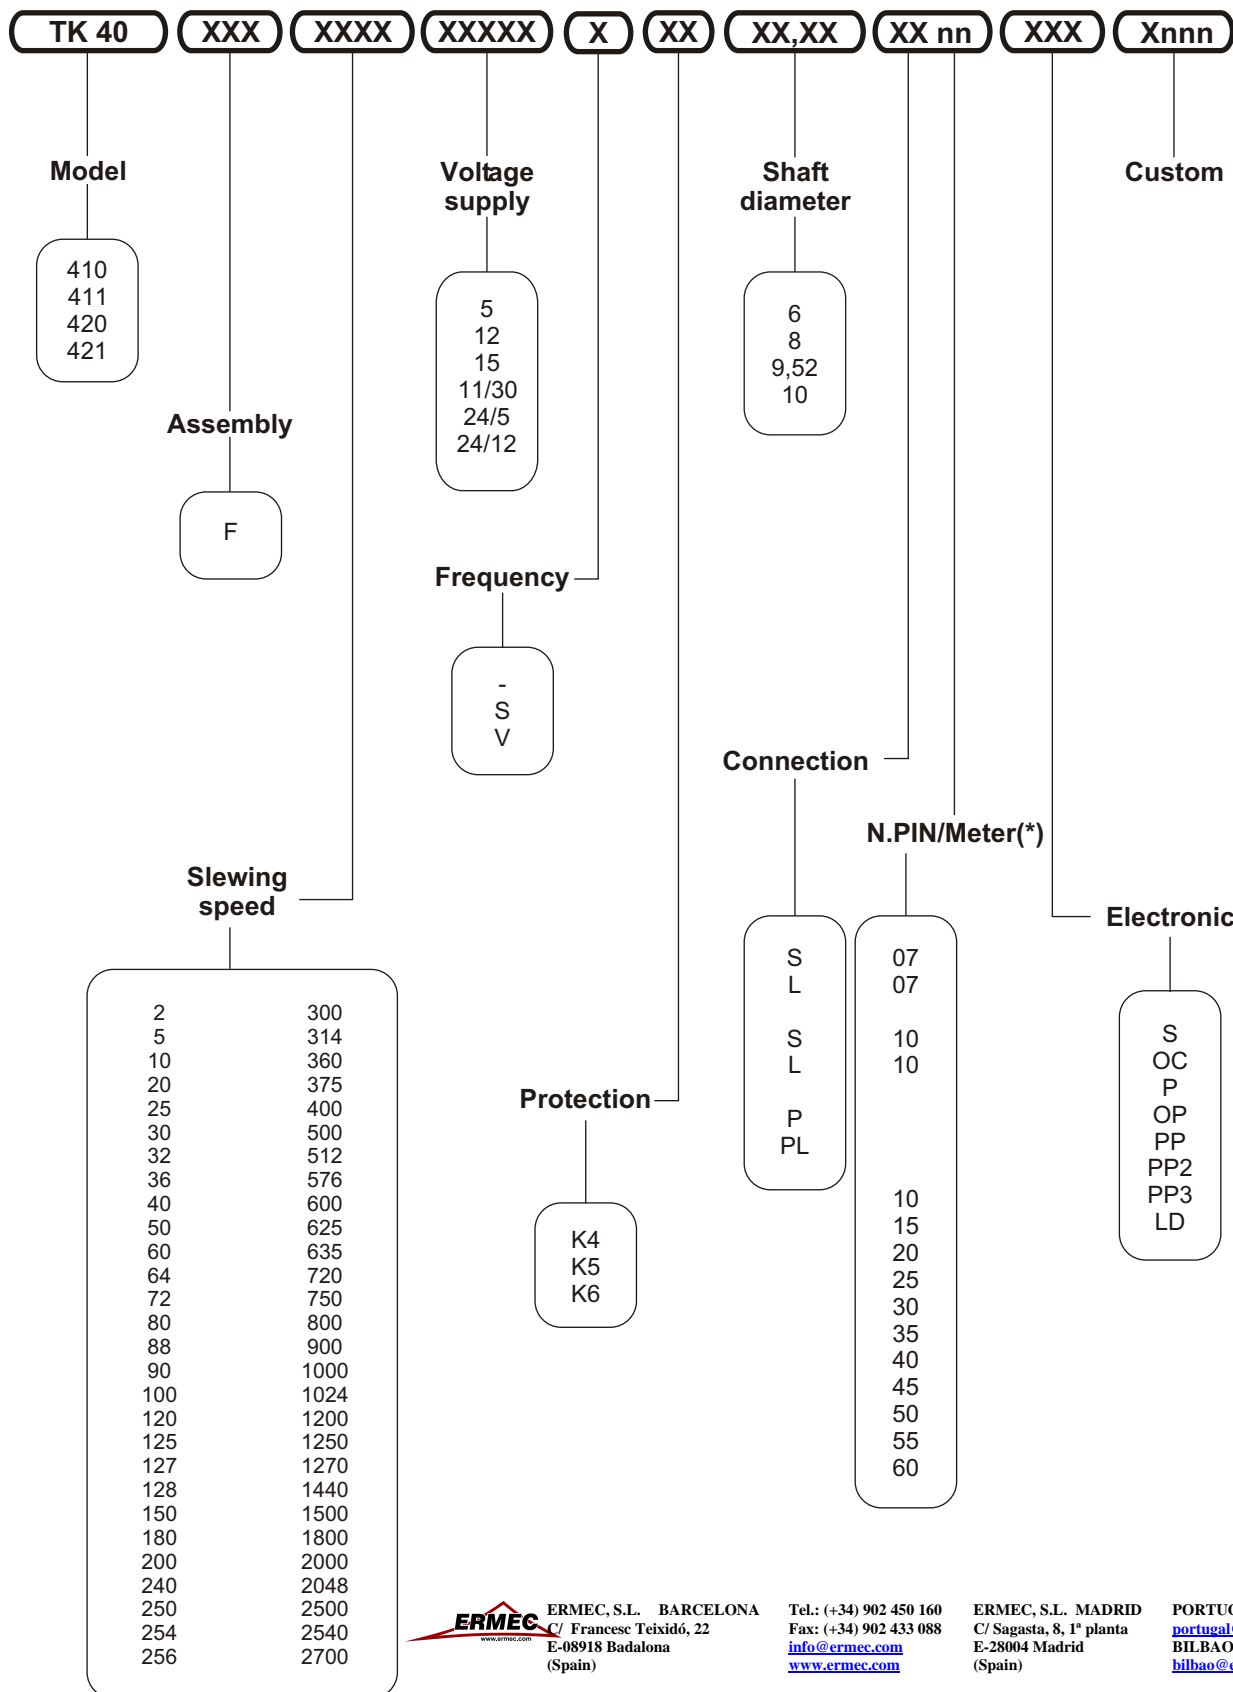 TK 40 XXX XXXX XXXXX X XX XX,XX XX nn XXX Xnnn
Model
410
411
420
421
Assembly
F
Voltage
supply
5
12
15
11/30
24/5
24/12
Shaft
diameter
6
8
9,52
10
Custom
Frequency
-
S
V
Connection
S
L
S
L
P
PL
N.PIN/Meter(*)
07
07
10
10
10
15
20
25
30
35
40
45
50
55
60
Electronic
S
OC
P
OP
PP
PP2
PP3
LD
Protection
K4
K5
K6
Slewing
speed
2 300
5 314
10 360
20 375
25 400
30 500
32 512
36 576
40 600
50 625
60 635
64 720
72 750
80 800
88 900
90 1000
100 1024
120 1200
125 1250
127 1270
128 1440
150 1500
180 1800
200 2000
240 2048
250 2500
254 2540
256 2700
ERMEC
www.ermec.com
ERMEC, S.L. BARCELONA
C/ Francesc Teixidó, 22
E-08918 Badalona
(Spain)
Tel.: (+34) 902 450 160
Fax: (+34) 902 433 088
info@ermec.com
www.ermec.com
ERMEC, S.L. MADRID
C/ Sagasta, 8, 1ª planta
E-28004 Madrid
(Spain)
PORTUG
portugal
BILBAO
bilbao@e